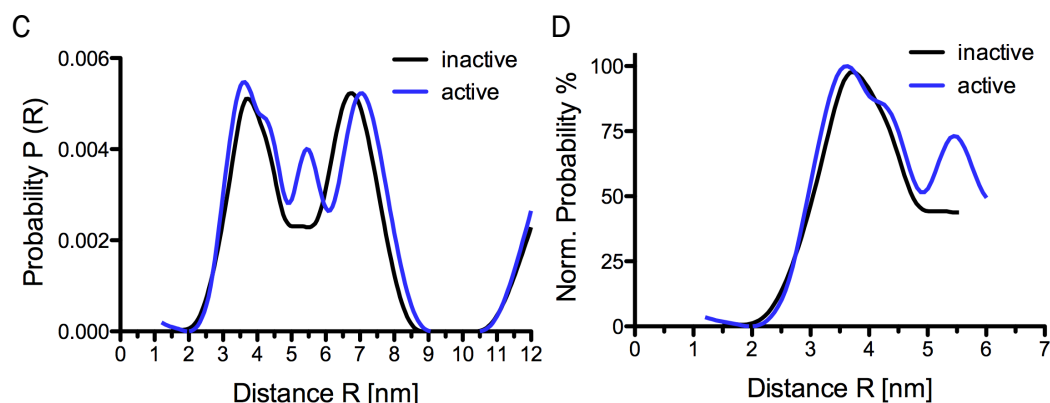 C
inactive
active
Probability P (R)
0.006
0.004
0.002
0.000
0 1 2 3 4 5 6 7 8 9 10 11 12
Distance R [nm]
D
inactive
active
Norm. Probability %
100
75
50
25
0
0 1 2 3 4 5 6 7
Distance R [nm]